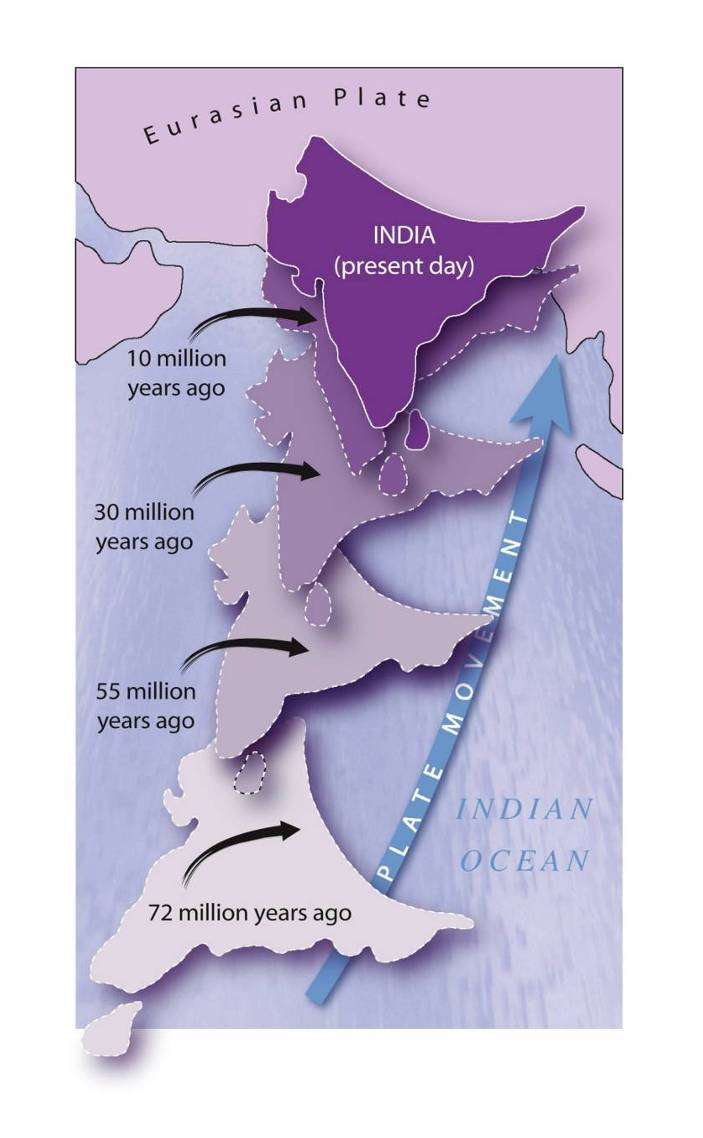 Eurasian Plate
INDIA
(present day)
10 million
years ago
30 million
years ago
55 million
years ago
PLATE MOVEMENT
INDIAN
OCEAN
72 million years ago